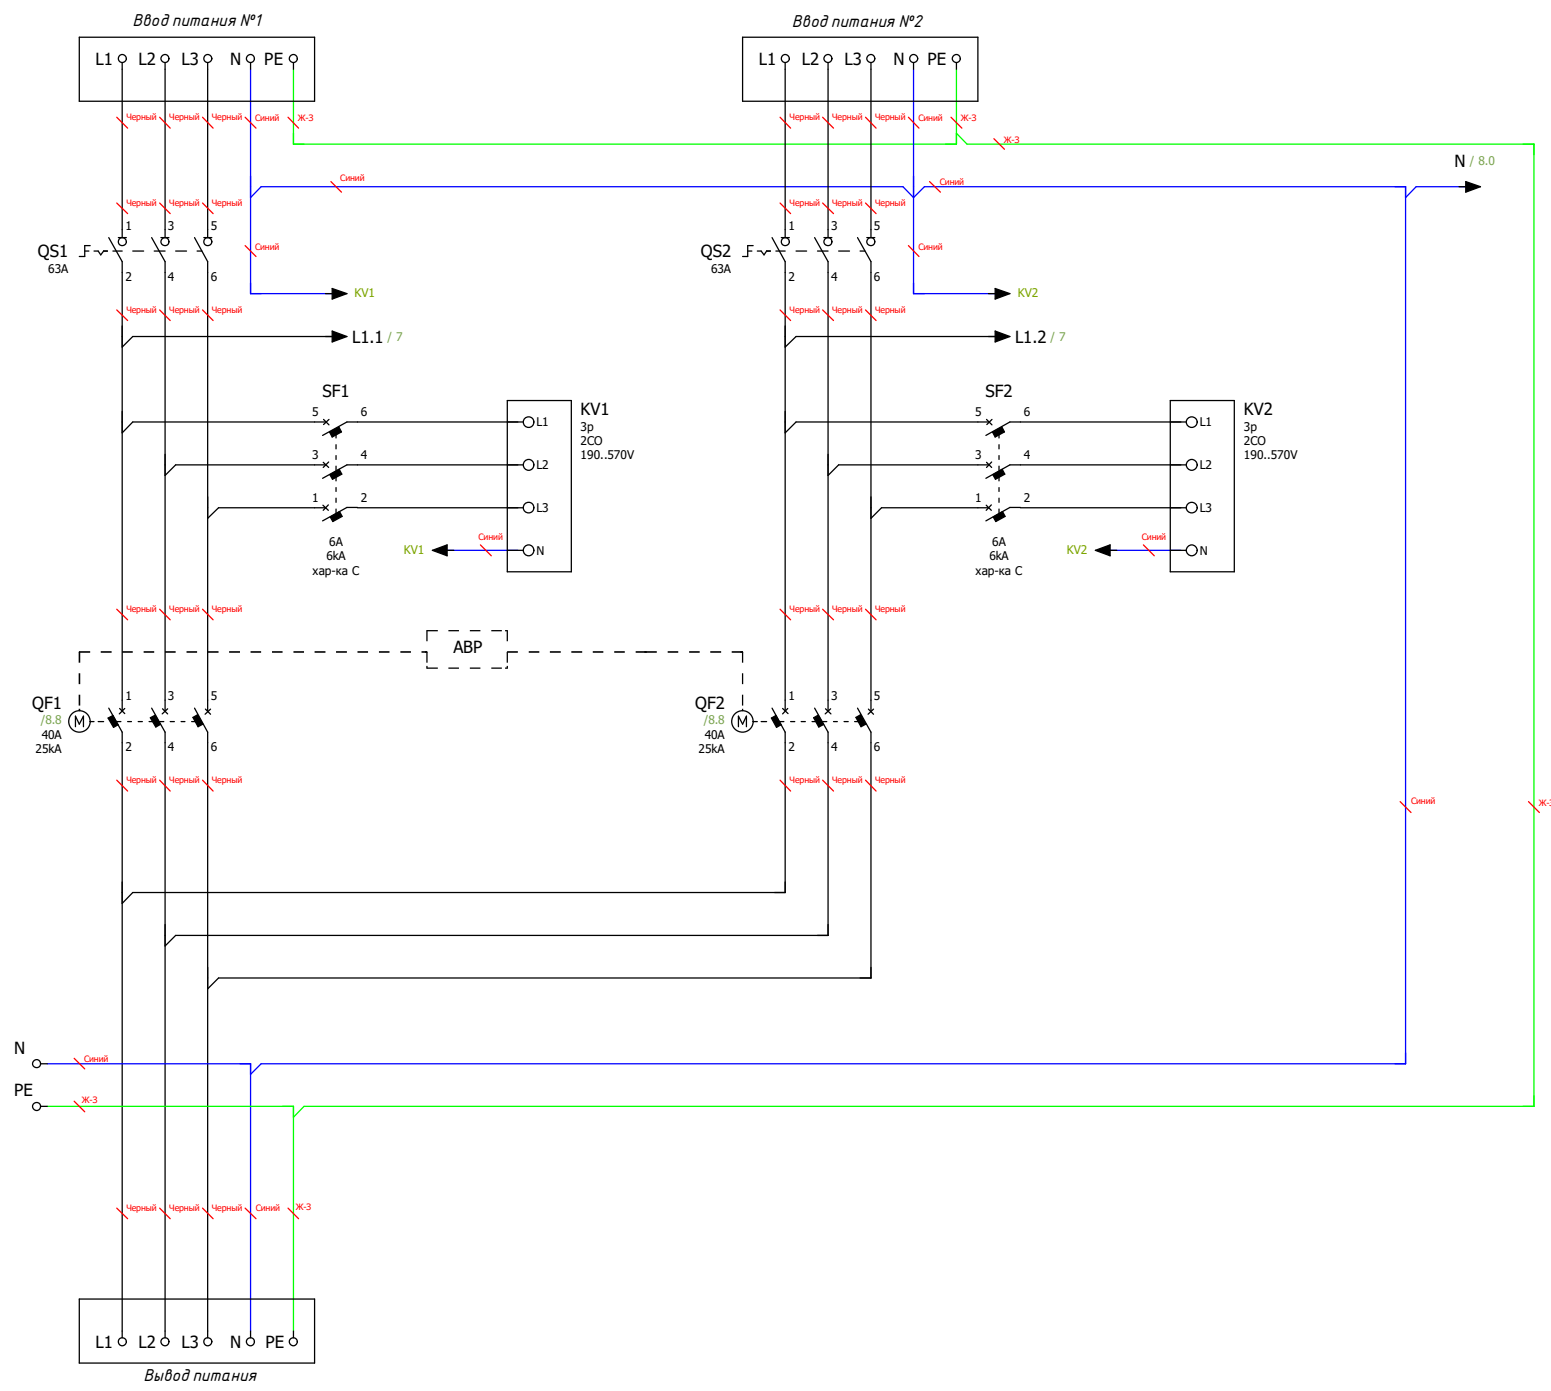 Ввод питания №1
Ввод питания №2
L1 L2 L3 N PE
L1 L2 L3 N PE
Черный Черный Черный Синий Ж-З
Черный Черный Черный Синий Ж-З
Ж-З
N / 8.0
Синий
Синий
Черный Черный Черный
Черный Черный Черный
1 3 5
1 3 5
QS1
63A
Синий
QS2
63A
Синий
2 4 6
2 4 6
KV1
KV2
Черный Черный Черный
Черный Черный Черный
L1.1 / 7
L1.2 / 7
SF1
5 6
3 4
1 2
6A
6kA
хар-ка С
KV1
3p
2CO
190..570V
L1
L2
L3
N
KV1
Синий
SF2
5 6
3 4
1 2
6A
6kA
хар-ка С
KV2
3p
2CO
190..570V
L1
L2
L3
N
KV2
Синий
Черный Черный Черный
Черный Черный Черный
АВР
QF1
/8.8
40A
25kA
M
1 3 5
2 4 6
QF2
/8.8
40A
25kA
M
1 3 5
2 4 6
Черный Черный Черный
Черный Черный Черный
Синий
Ж-
N
Синий
PE
Ж-З
Черный Черный Черный Синий Ж-З
L1 L2 L3 N PE
Вывод питания